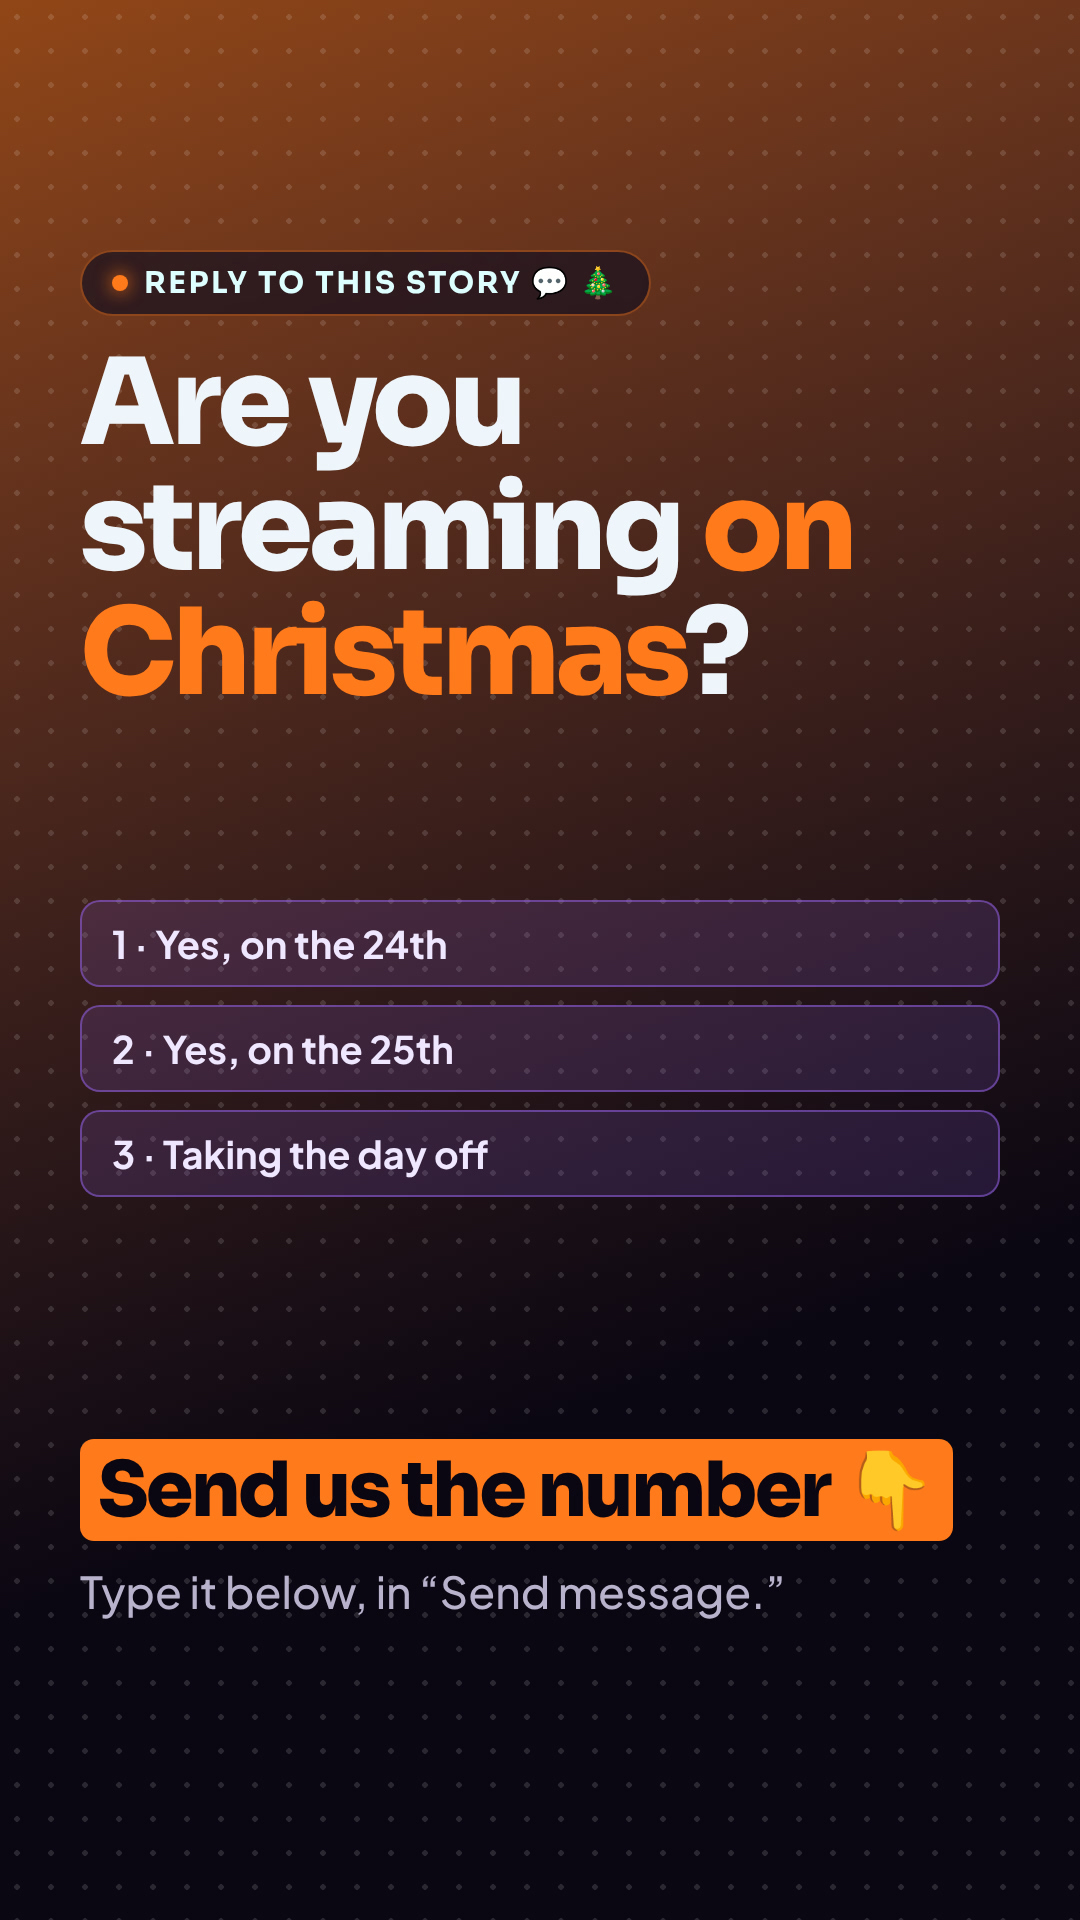 REPLY TO THIS STORY 💬 🎄
Are you
streaming on
Christmas?
1 · Yes, on the 24th
2 · Yes, on the 25th
3 · Taking the day off
Send us the number 👇
Type it below, in “Send message.”